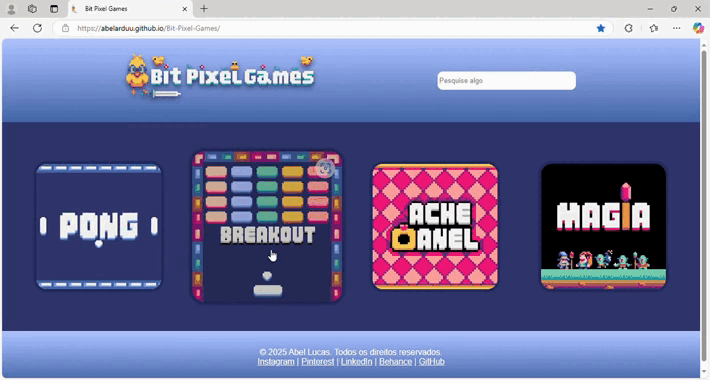 Bit Pixel Games
https://abelarduu.github.io/Bit-Pixel-Games/
Bit Pixel Games
Pesquise algo
PONG
BREAKOUT
ACHE
O ANEL
MAGIA
© 2025 Abel Lucas. Todos os direitos reservados.
Instagram | Pinterest | LinkedIn | Behance | GitHub